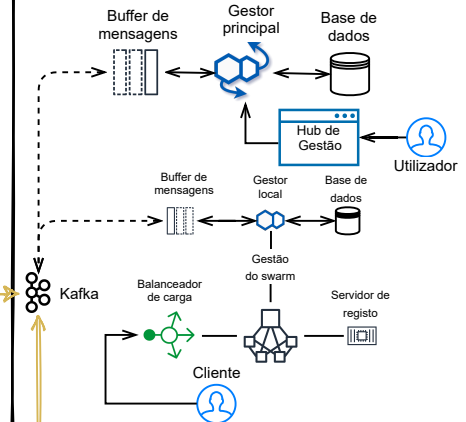 Buffer de
mensagens
Gestor
principal
Base de
dados
Hub de
Gestão
Utilizador
Buffer de
mensagens
Gestor
local
Base de
dados
Gestão
do swarm
Kafka
Balanceador
de carga
Servidor de
registo
Cliente